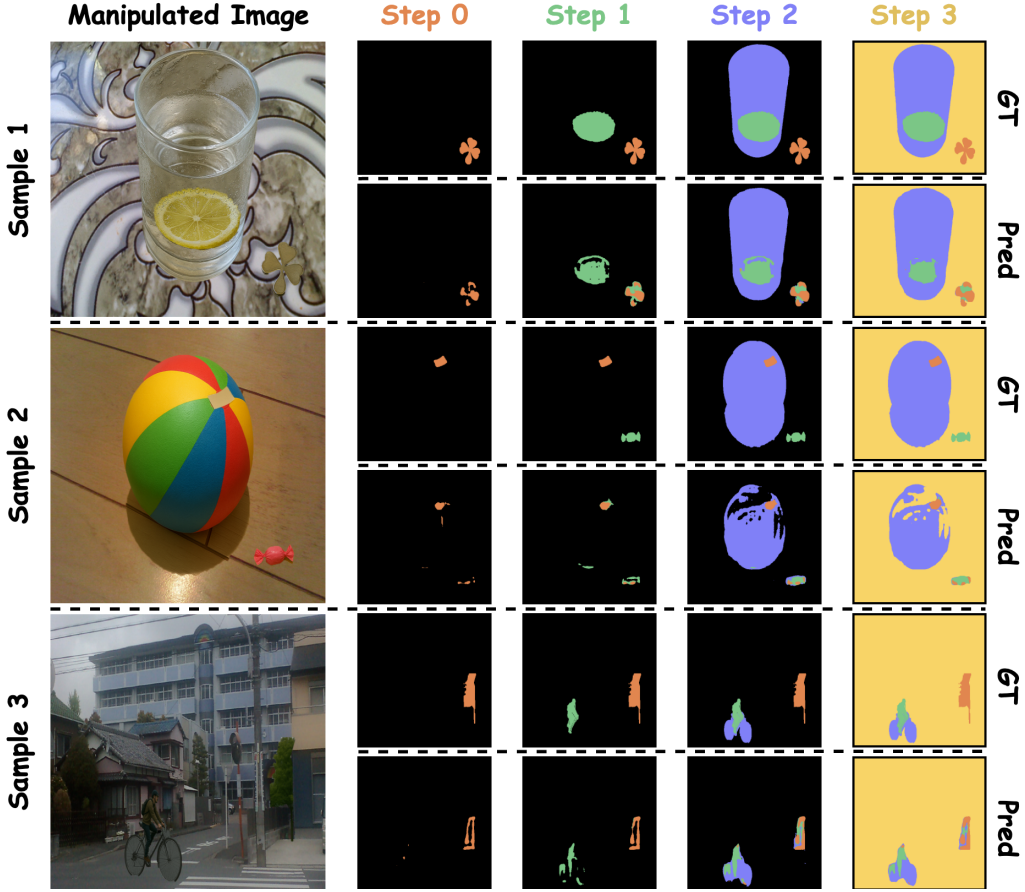 Manipulated Image Step 0 Step 1 Step 2 Step 3
Sample 1
GT
Pred
Sample 2
GT
Pred
Sample 3
GT
Pred